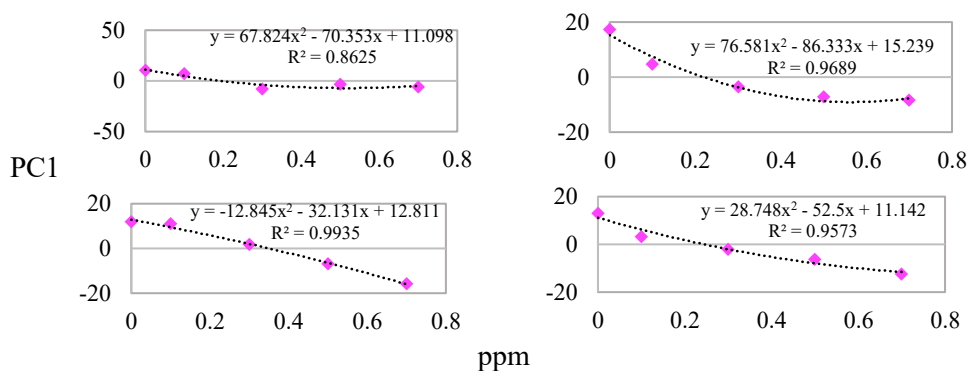 50
y = 67.824x² - 70.353x + 11.098
R² = 0.8625
0
-50
0 0.2 0.4 0.6 0.8
20
y = 76.581x² - 86.333x + 15.239
R² = 0.9689
0
-20
0 0.2 0.4 0.6 0.8
PC1
20
y = -12.845x² - 32.131x + 12.811
R² = 0.9935
0
-20
0 0.2 0.4 0.6 0.8
20
y = 28.748x² - 52.5x + 11.142
R² = 0.9573
0
-20
0 0.2 0.4 0.6 0.8
ppm